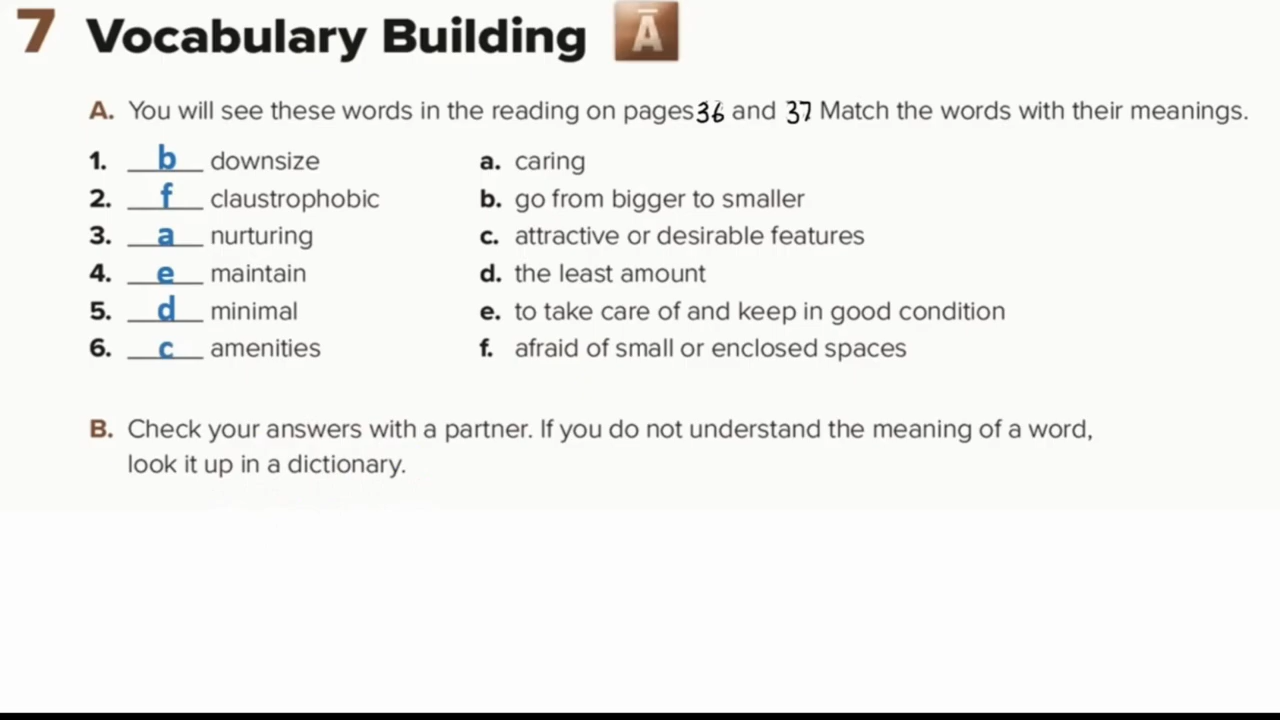 7 Vocabulary Building Ā
A. You will see these words in the reading on pages 36 and 37 Match the words with their meanings.
1. b downsize a. caring
2. f claustrophobic b. go from bigger to smaller
3. a nurturing c. attractive or desirable features
4. e maintain d. the least amount
5. d minimal e. to take care of and keep in good condition
6. c amenities f. afraid of small or enclosed spaces
B. Check your answers with a partner. If you do not understand the meaning of a word,
look it up in a dictionary.